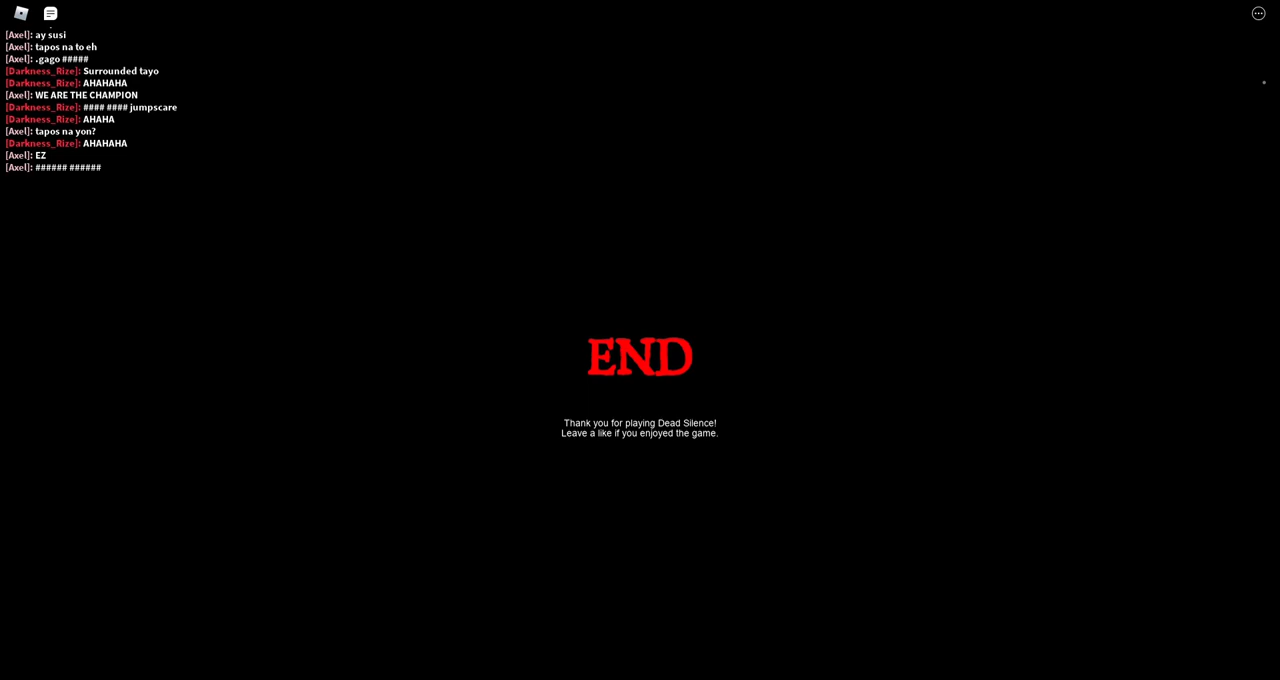 [Axel]: ay susi
[Axel]: tapos na to eh
[Axel]: .gago #####
[Darkness_Rize]: Surrounded tayo
[Darkness_Rize]: AHAHAHA
[Axel]: WE ARE THE CHAMPION
[Darkness_Rize]: #### #### jumpscare
[Darkness_Rize]: AHAHA
[Axel]: tapos na yon?
[Darkness_Rize]: AHAHAHA
[Axel]: EZ
[Axel]: ###### ######
END
Thank you for playing Dead Silence!
Leave a like if you enjoyed the game.